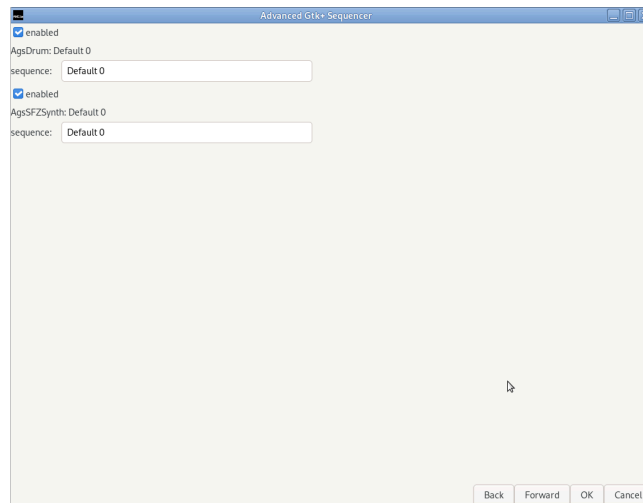 Advanced Gtk+ Sequencer
enabled
AgsDrum: Default 0
sequence: Default 0
enabled
AgsSFZSynth: Default 0
sequence: Default 0
Back Forward OK Cancel